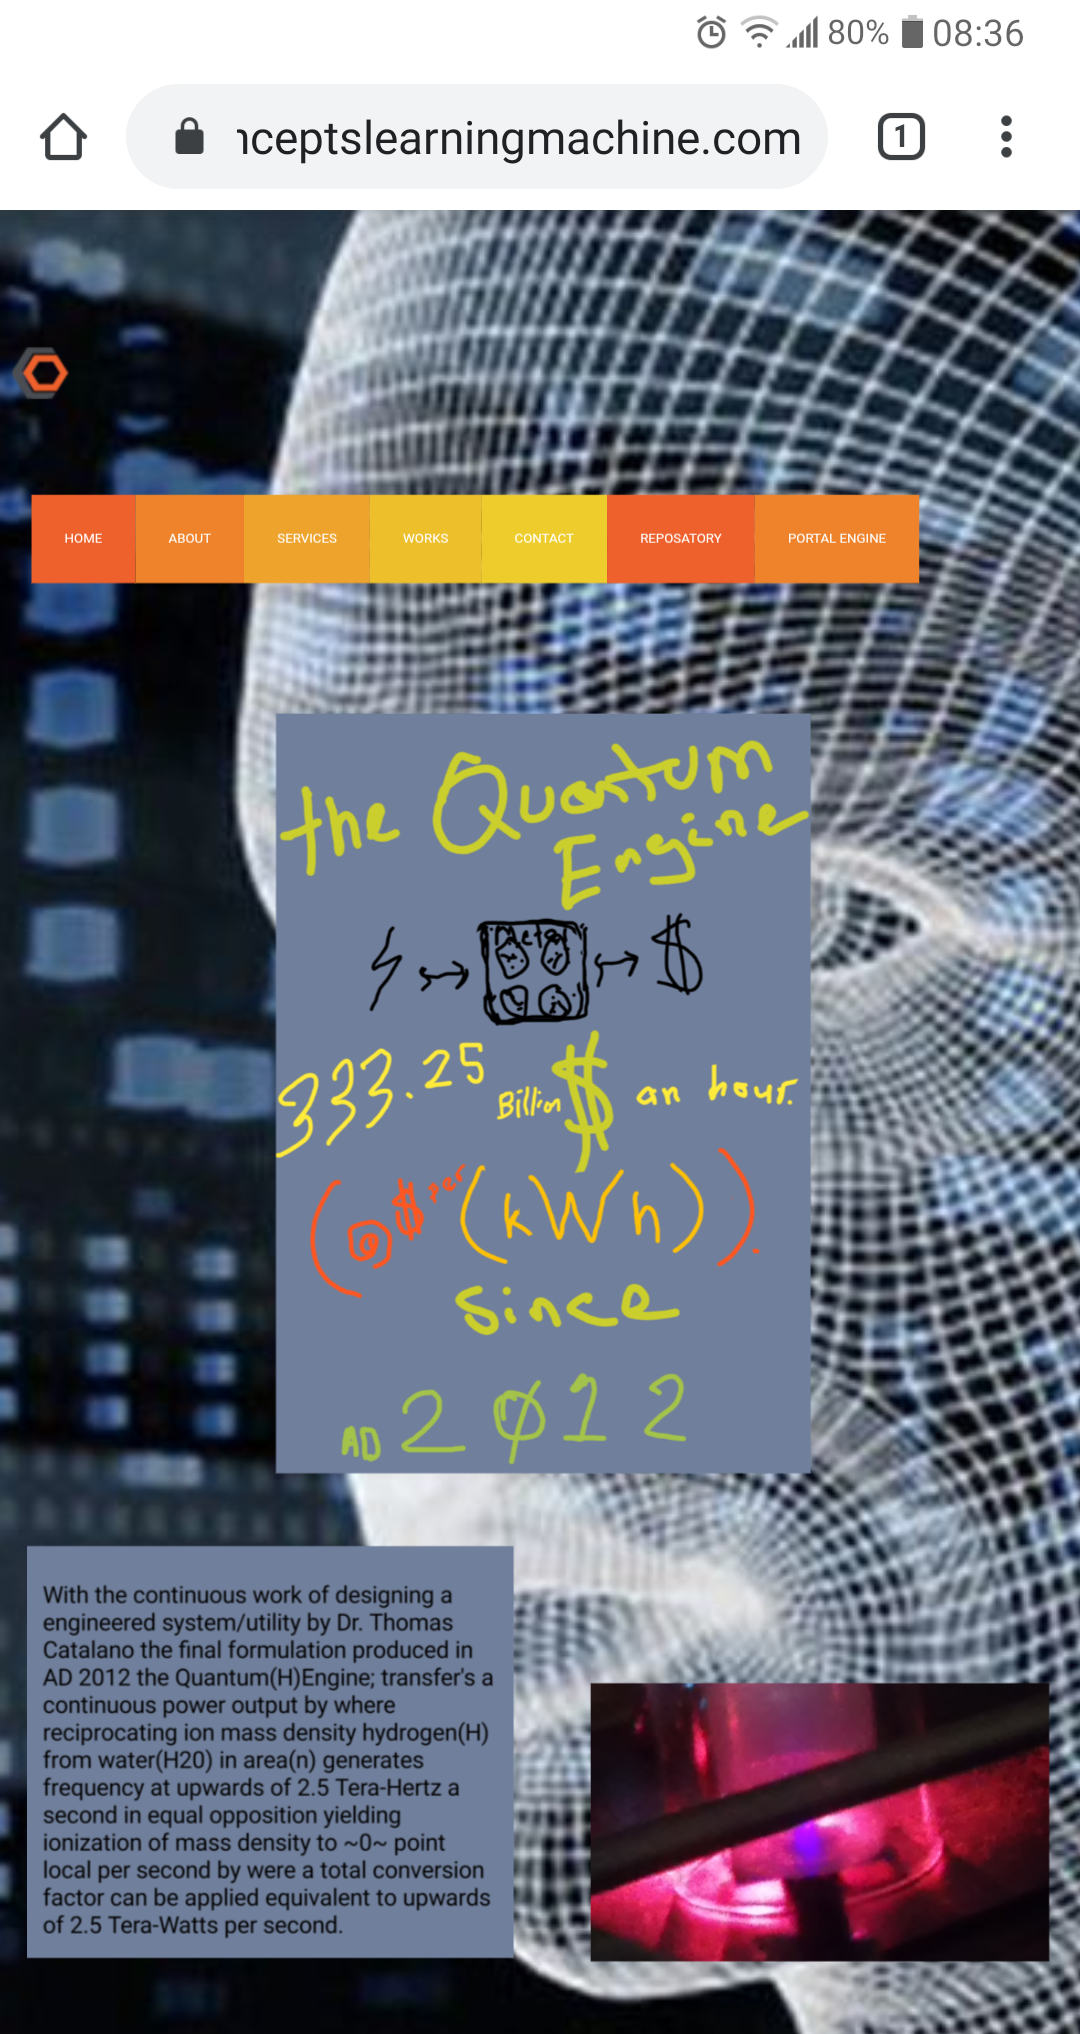 80% 08:36
nceptslearningmachine.com 1
HOME ABOUT SERVICES WORKS CONTACT REPOSATORY PORTAL ENGINE
the Quantum
Engine
Metal
$
333.25 Billion $ an hour.
($ per (kWh)).
since
AD 2012
With the continuous work of designing a
engineered system/utility by Dr. Thomas
Catalano the final formulation produced in
AD 2012 the Quantum(H)Engine; transfer's a
continuous power output by where
reciprocating ion mass density hydrogen(H)
from water(H20) in area(n) generates
frequency at upwards of 2.5 Tera-Hertz a
second in equal opposition yielding
ionization of mass density to ~0~ point
local per second by were a total conversion
factor can be applied equivalent to upwards
of 2.5 Tera-Watts per second.